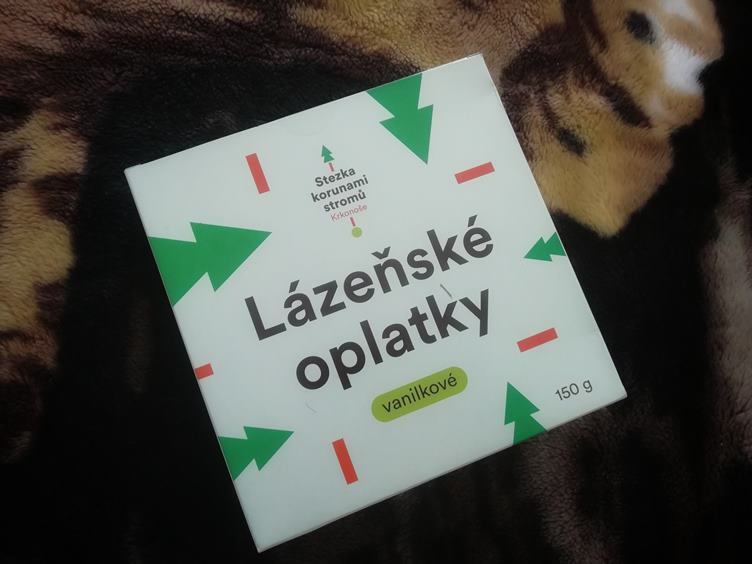 Stezka
korunami
stromů
Krkonoše
Lázeňské
oplatky
vanilkové
150 g